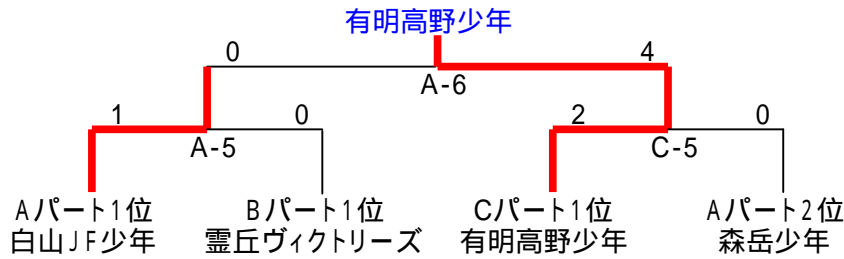 有明高野少年
0 4
A-6
1 0 2 0
A-5 C-5
Aパート1位 Bパート1位 Cパート1位 Aパート2位
白山JF少年 霊丘ヴィクトリーズ 有明高野少年 森岳少年